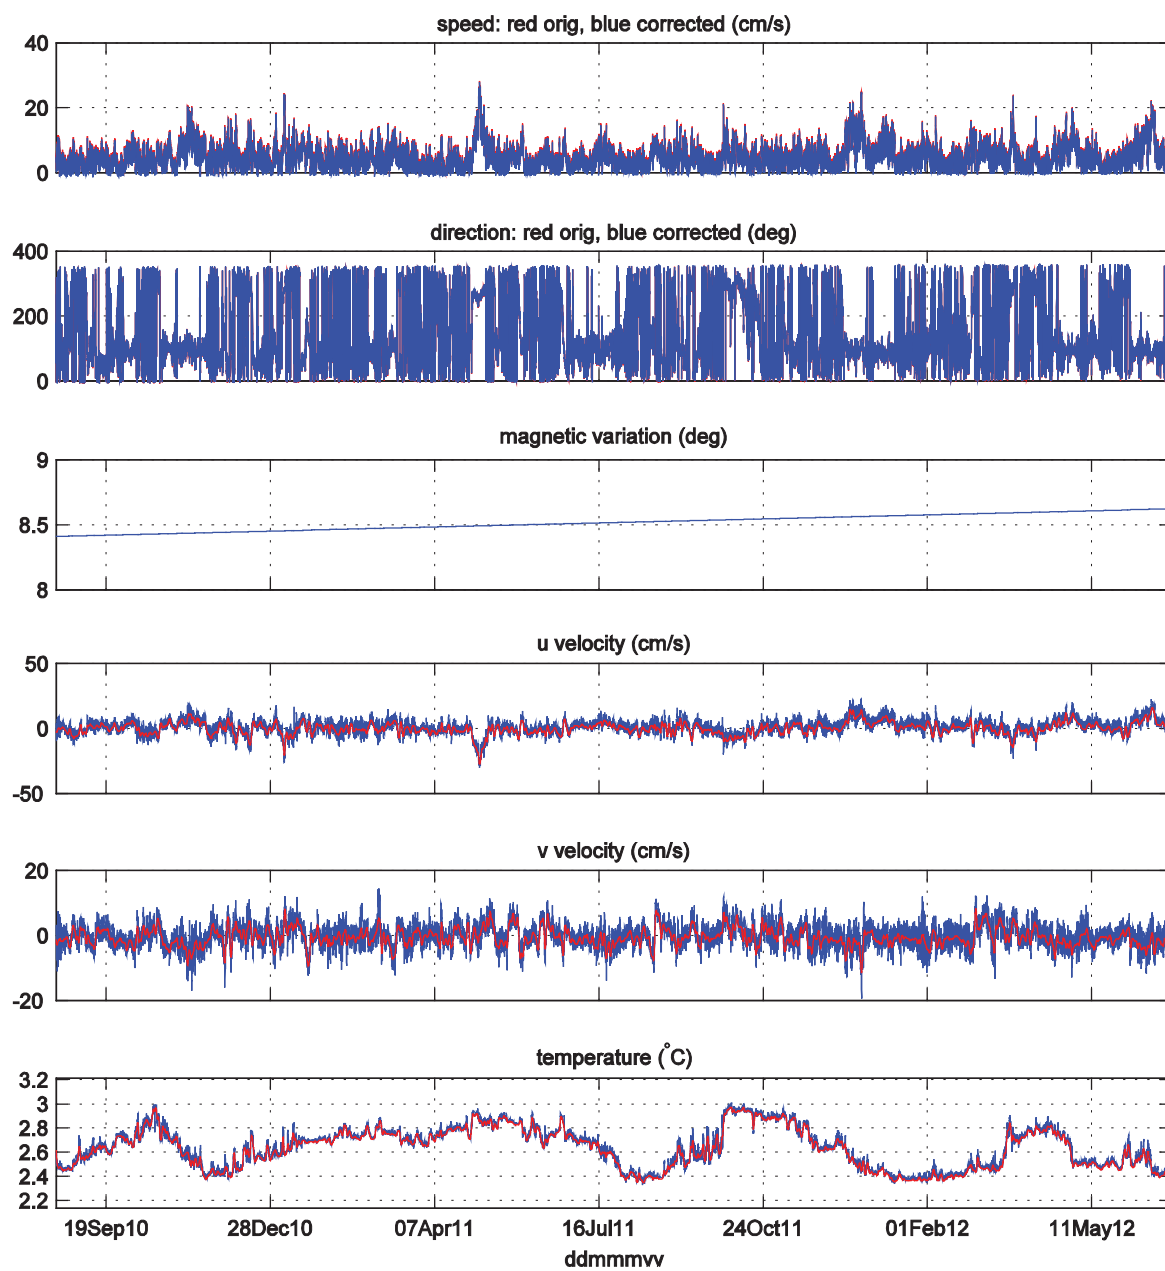 speed: red orig, blue corrected (cm/s)
40
20
0
direction: red orig, blue corrected (deg)
400
200
0
magnetic variation (deg)
9
8.5
8
u velocity (cm/s)
50
0
-50
v velocity (cm/s)
20
0
-20
temperature (°C)
3.2
3
2.8
2.6
2.4
2.2
19Sep10 28Dec10 07Apr11 16Jul11 24Oct11 01Feb12 11May12
ddmmmyy